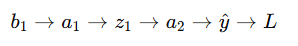 b₁ → a₁ → z₁ → a₂ → ŷ → L